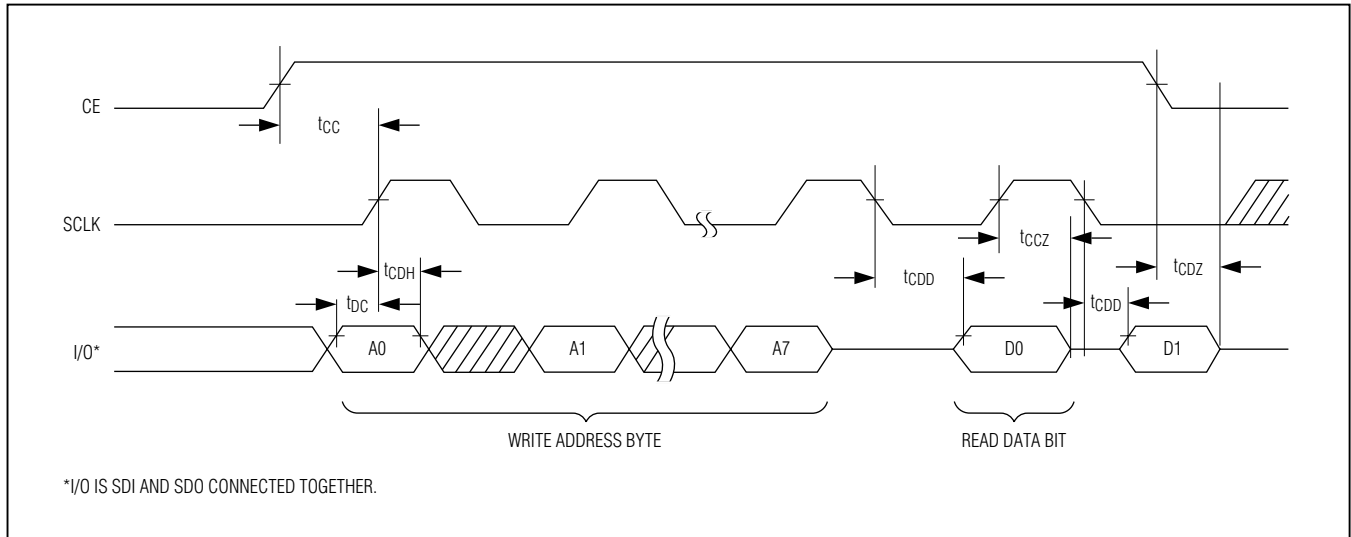 CE
tCC
SCLK
tCCZ
tCDH
tCDD
tCDZ
tDC
tCDD
I/O*
A0
A1
A7
D0
D1
WRITE ADDRESS BYTE
READ DATA BIT
*I/O IS SDI AND SDO CONNECTED TOGETHER.